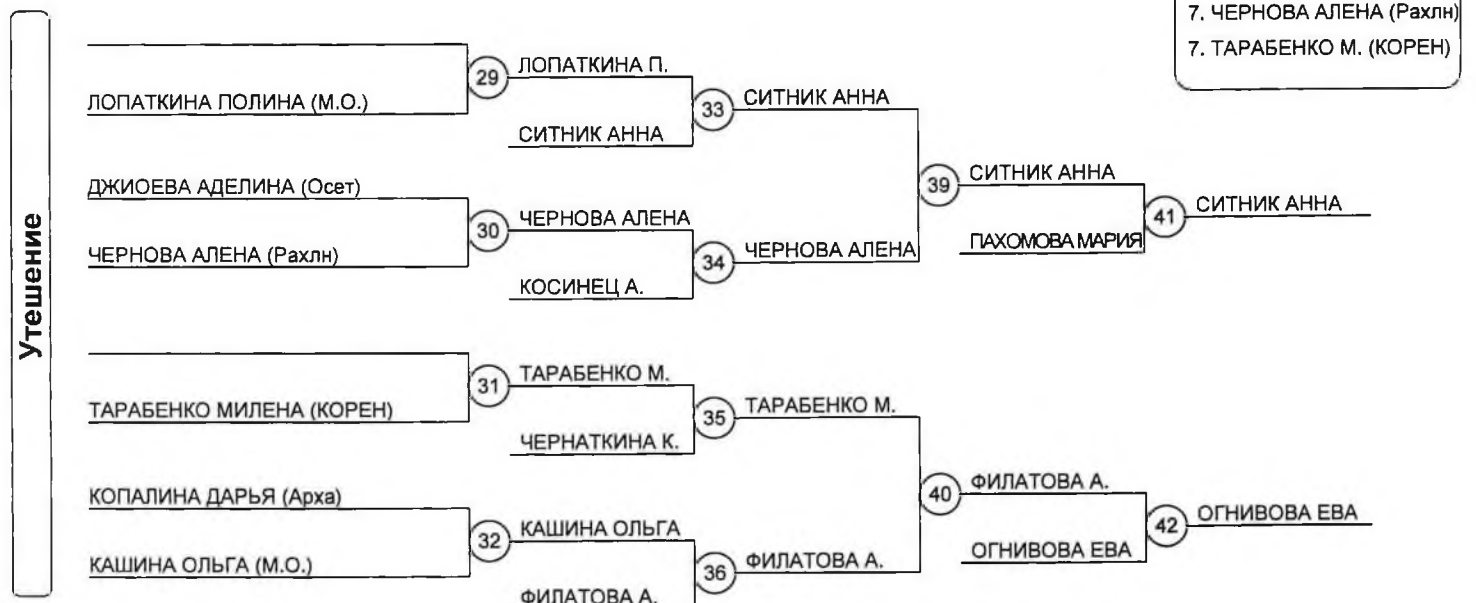 7. ЧЕРНОВА АЛЕНА (Рахлн)
7. ТАРАБЕНКО М. (КОРЕН)
Утешение
29
ЛОПАТКИНА П.
ЛОПАТКИНА ПОЛИНА (М.О.)
33
СИТНИК АННА
СИТНИК АННА
39
СИТНИК АННА
ДЖИОЕВА АДЕЛИНА (Осет)
41
СИТНИК АННА
30
ЧЕРНОВА АЛЕНА
ПАХОМОВА МАРИЯ
ЧЕРНОВА АЛЕНА (Рахлн)
34
ЧЕРНОВА АЛЕНА
КОСИНЕЦ А.
31
ТАРАБЕНКО М.
ТАРАБЕНКО МИЛЕНА (КОРЕН)
35
ТАРАБЕНКО М.
ЧЕРНАТКИНА К.
40
ФИЛАТОВА А.
КОПАЛИНА ДАРЬЯ (Арха)
42
ОГНИВОВА ЕВА
32
КАШИНА ОЛЬГА
ОГНИВОВА ЕВА
КАШИНА ОЛЬГА (М.О.)
36
ФИЛАТОВА А.
ФИЛАТОВА А.